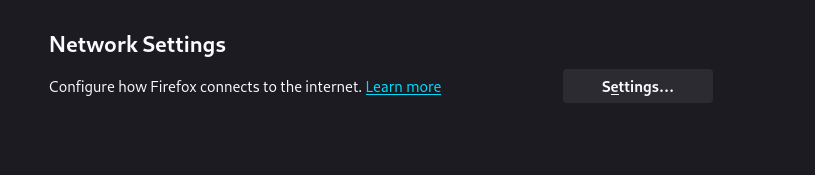 Network Settings
Configure how Firefox connects to the internet. Learn more
Settings...